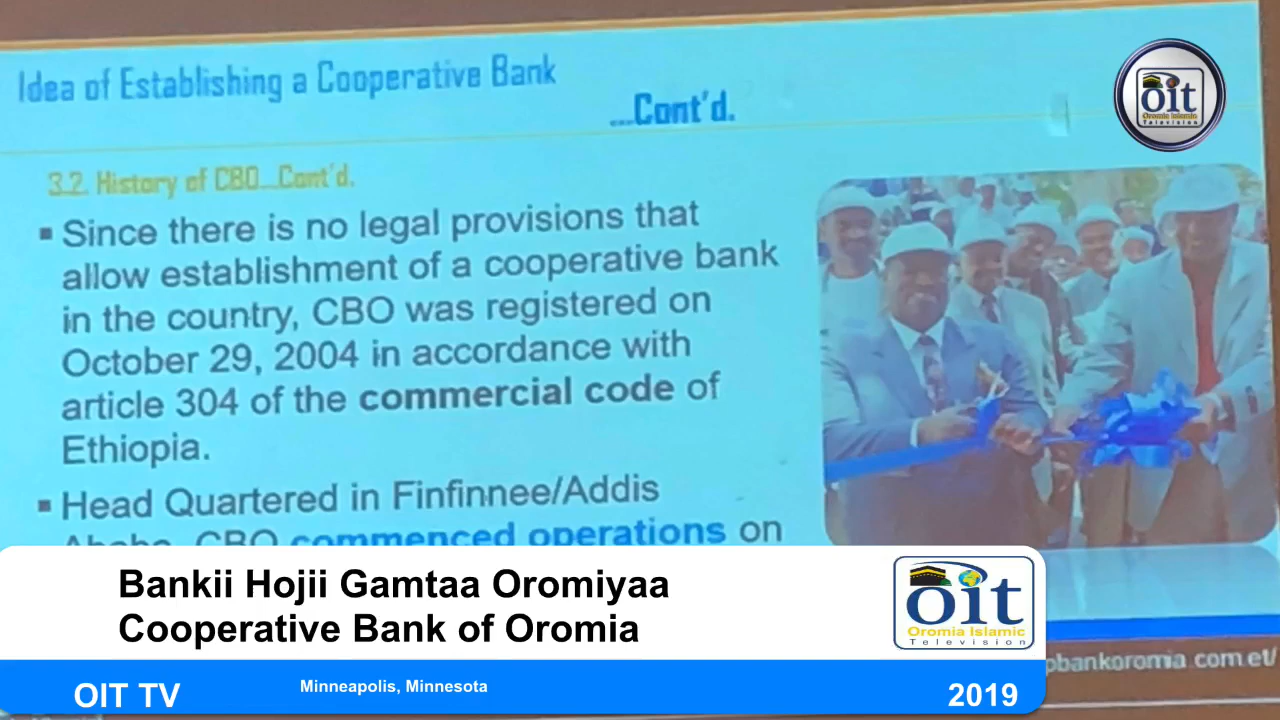 Idea of Establishing a Cooperative Bank
...Cont'd.
oit
Oromia Islamic
Television
3.2. History of CBO...Cont'd.
▪ Since there is no legal provisions that
allow establishment of a cooperative bank
in the country, CBO was registered on
October 29, 2004 in accordance with
article 304 of the commercial code of
Ethiopia.
▪ Head Quartered in Finfinnee/Addis
CBO commenced operations on
Bankii Hojii Gamtaa Oromiyaa
Cooperative Bank of Oromia
oit
Oromia Islamic
Television
pbankoromia.com.et/
OIT TV
Minneapolis, Minnesota
2019